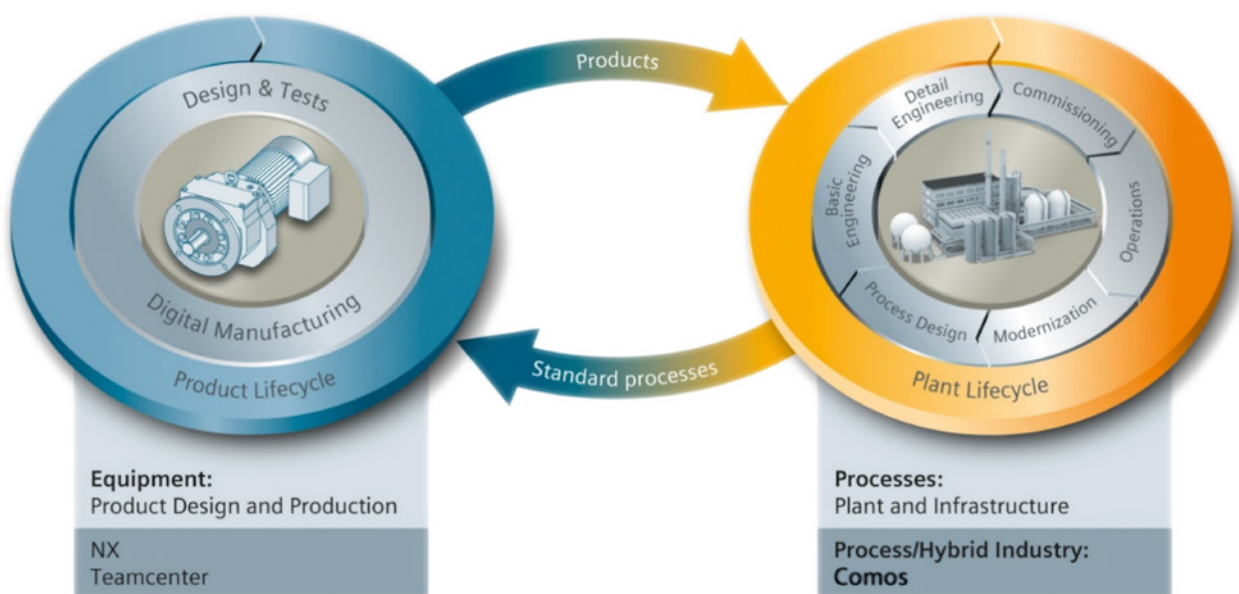 Design & Tests
Digital Manufacturing
Product Lifecycle
Products
Standard processes
Detail
Engineering
Commissioning
Basic
Engineering
Operations
Process Design
Modernization
Plant Lifecycle
Equipment:
Product Design and Production
NX
Teamcenter
Processes:
Plant and Infrastructure
Process/Hybrid Industry:
Comos